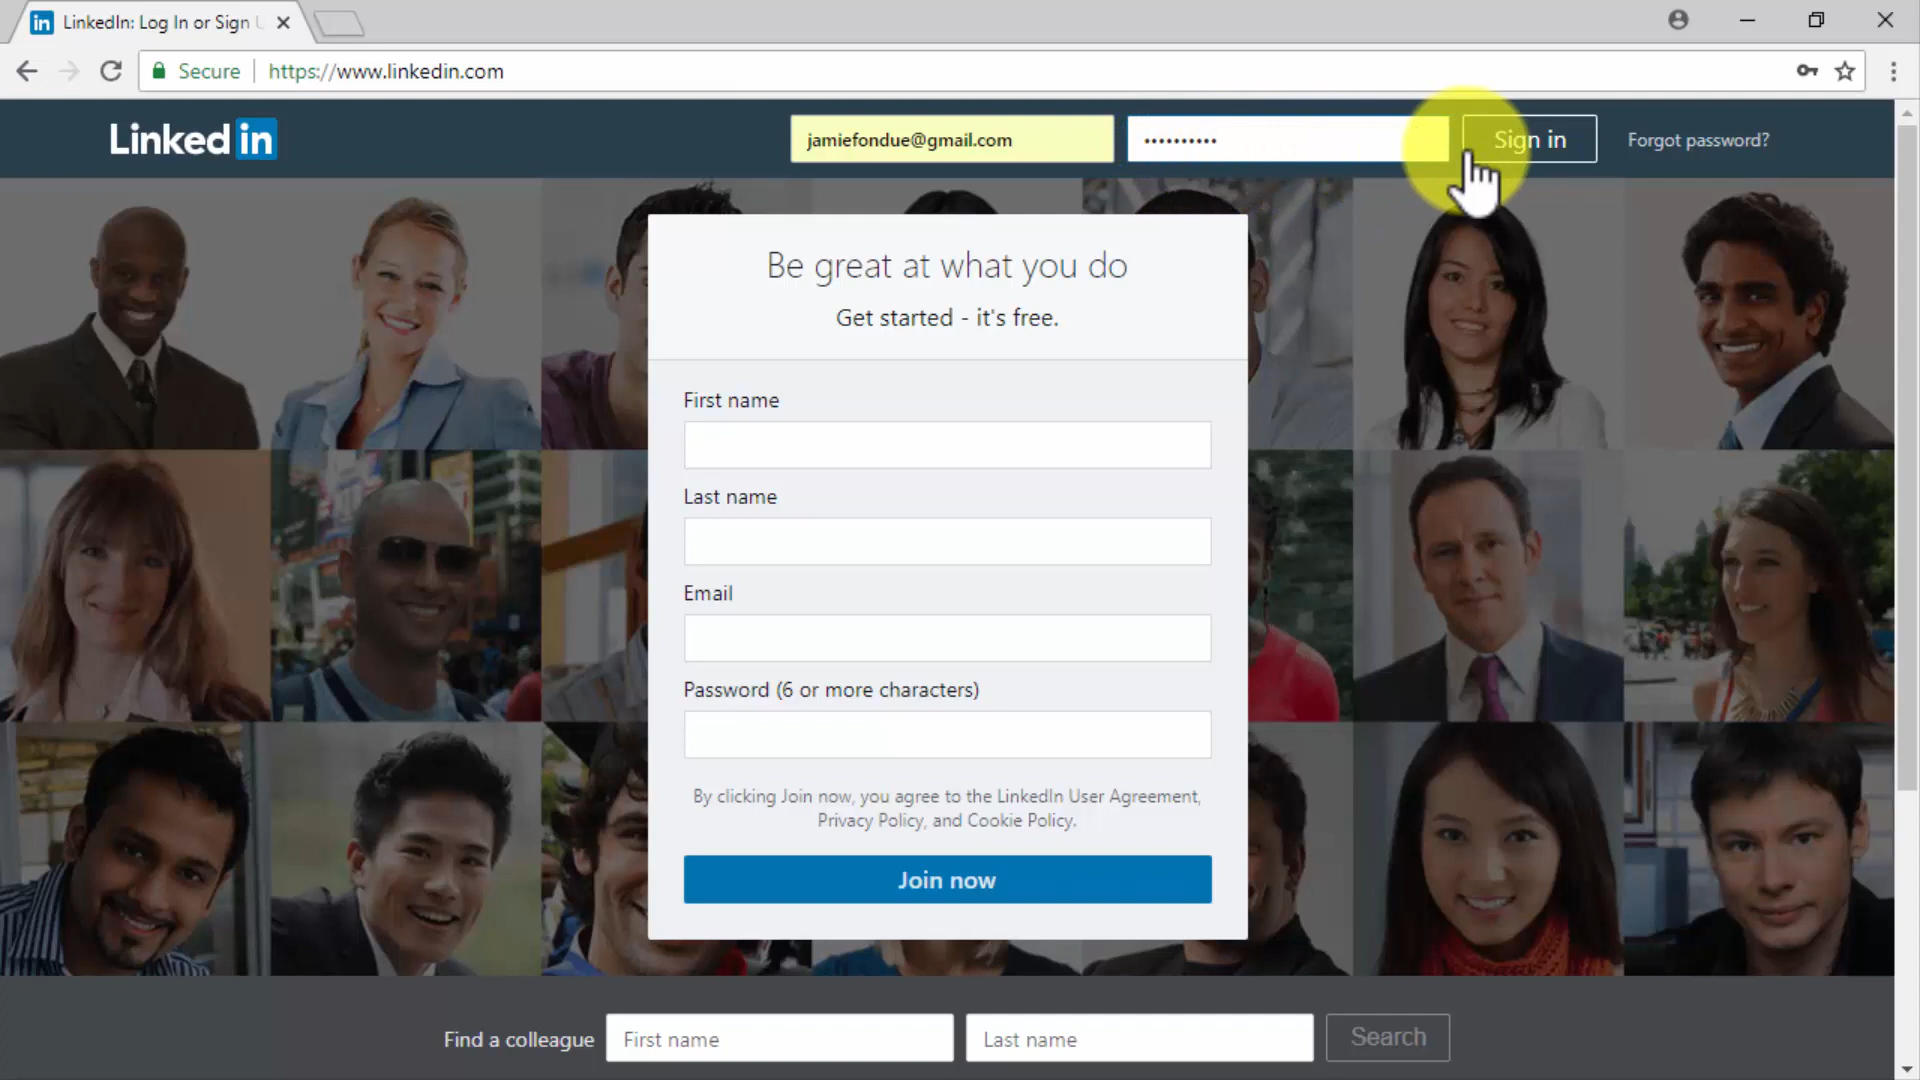 LinkedIn: Log In or Sign U
Secure
https://www.linkedin.com
Linked in
jamiefondue@gmail.com
••••••••••
Sign in
Forgot password?
Be great at what you do
Get started - it's free.
First name
Last name
Email
Password (6 or more characters)
By clicking Join now, you agree to the LinkedIn User Agreement,
Privacy Policy, and Cookie Policy.
Join now
Find a colleague
First name
Last name
Search